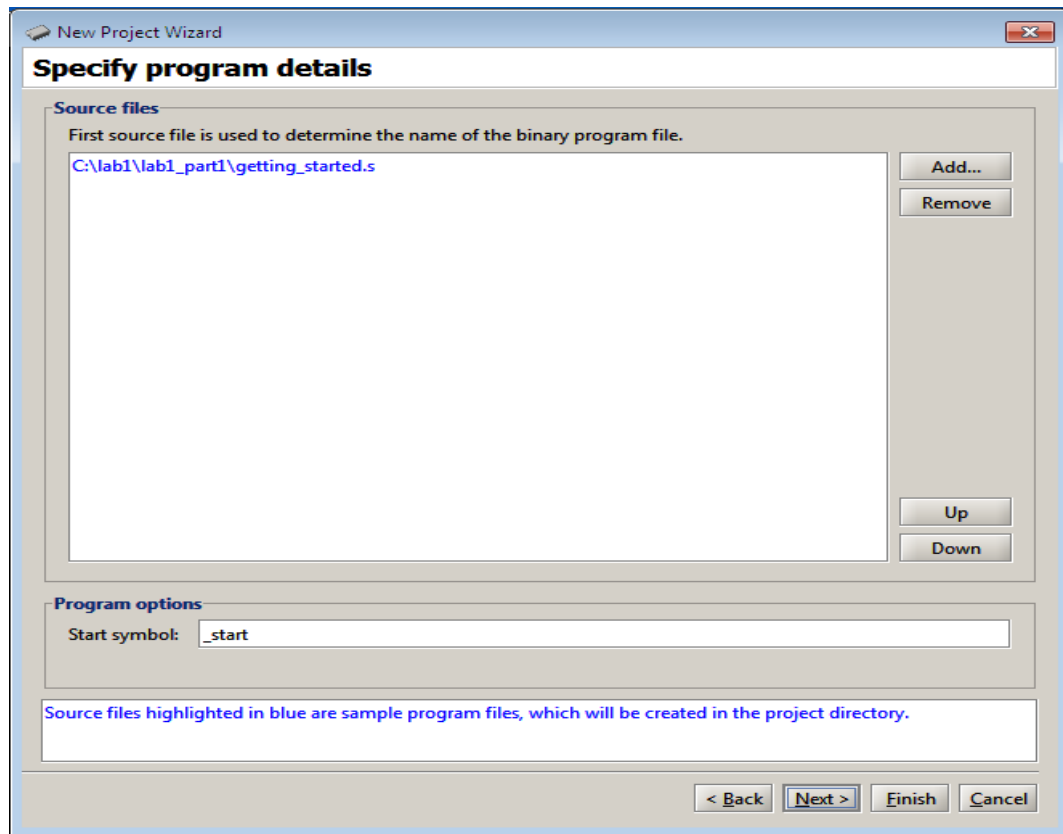 New Project Wizard
Specify program details
Source files
First source file is used to determine the name of the binary program file.
C:\lab1\lab1_part1\getting_started.s
Add...
Remove
Up
Down
Program options
Start symbol: _start
Source files highlighted in blue are sample program files, which will be created in the project directory.
< Back Next > Finish Cancel